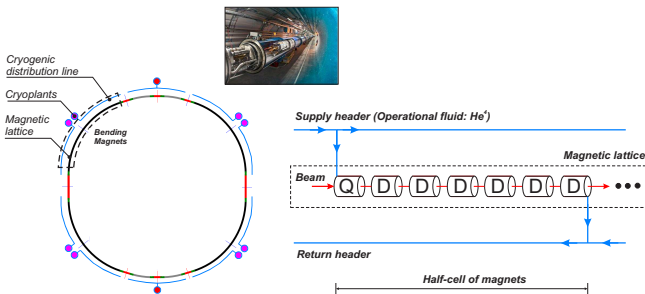 Cryogenic
distribution line
Cryoplants
Magnetic
lattice
Bending
Magnets
Supply header (Operational fluid: He⁴)
Magnetic lattice
Beam
Q D D D D D D
Return header
Half-cell of magnets